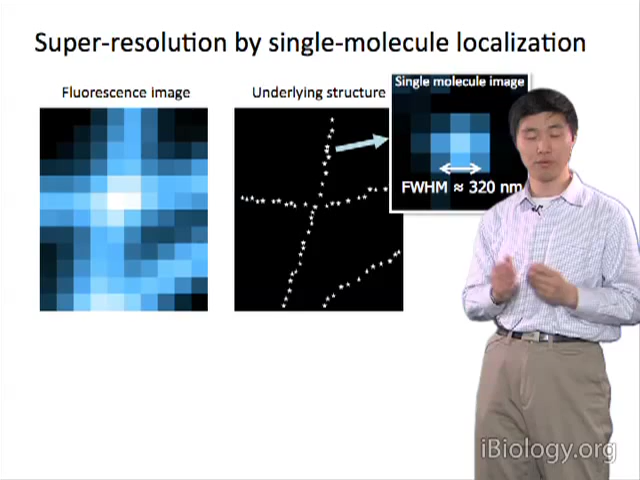 Super-resolution by single-molecule localization
Fluorescence image
Underlying structure
Single molecule image
FWHM ≈ 320 nm
iBiology.org